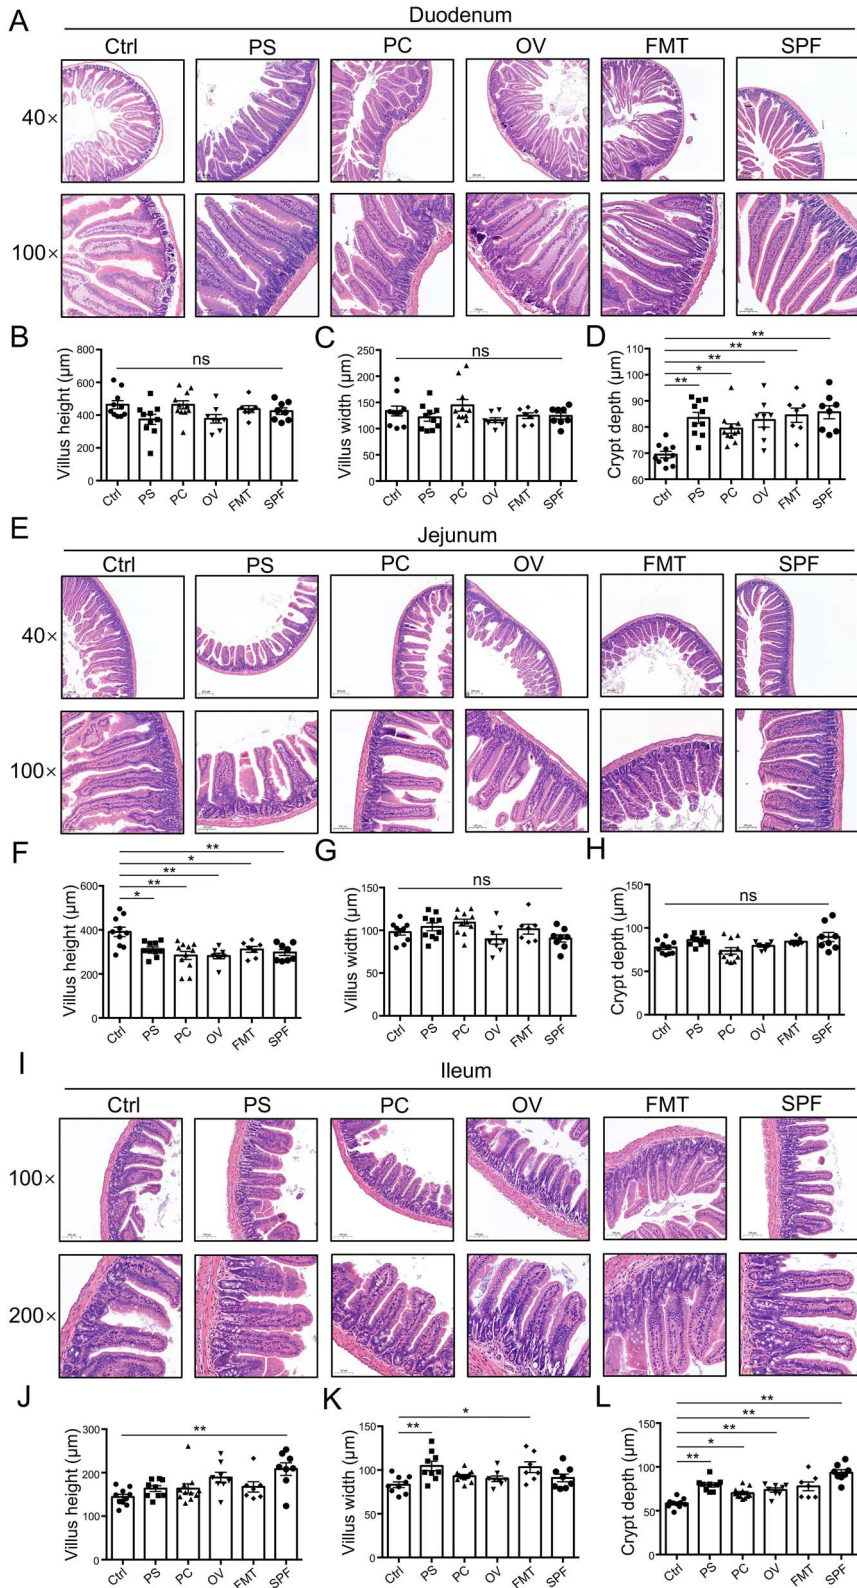 A
Duodenum
Ctrl PS PC OV FMT SPF
40×
100×
B
C
D
Villus height (μm)
800
600
400
200
0
ns
Ctrl PS PC OV FMT SPF
Villus width (μm)
250
200
150
100
50
0
ns
Ctrl PS PC OV FMT SPF
Crypt depth (μm)
110
100
90
80
70
60
**
**
**
*
**
Ctrl PS PC OV FMT SPF
E
Jejunum
Ctrl PS PC OV FMT SPF
40×
100×
F
G
H
Villus height (μm)
600
400
200
0
**
*
**
**
*
Ctrl PS PC OV FMT SPF
Villus width (μm)
150
100
50
0
ns
Ctrl PS PC OV FMT SPF
Crypt depth (μm)
150
100
50
0
ns
Ctrl PS PC OV FMT SPF
I
Ileum
Ctrl PS PC OV FMT SPF
100×
200×
J
K
L
Villus height (μm)
300
200
100
0
**
Ctrl PS PC OV FMT SPF
Villus width (μm)
150
100
50
0
*
**
Ctrl PS PC OV FMT SPF
Crypt depth (μm)
150
100
50
0
**
**
**
*
**
Ctrl PS PC OV FMT SPF